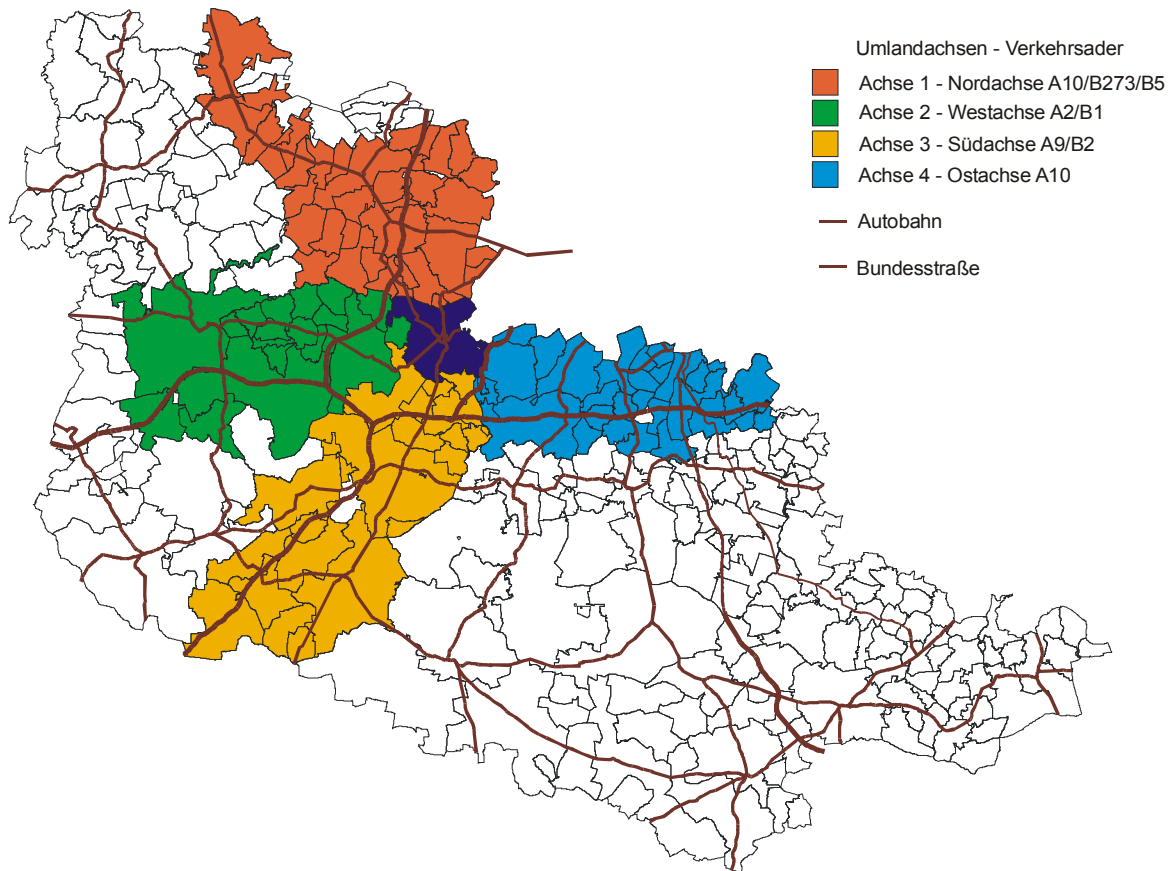 Umlandachsen - Verkehrsader
Achse 1 - Nordachse A10/B273/B5
Achse 2 - Westachse A2/B1
Achse 3 - Südachse A9/B2
Achse 4 - Ostachse A10
Autobahn
Bundesstraße